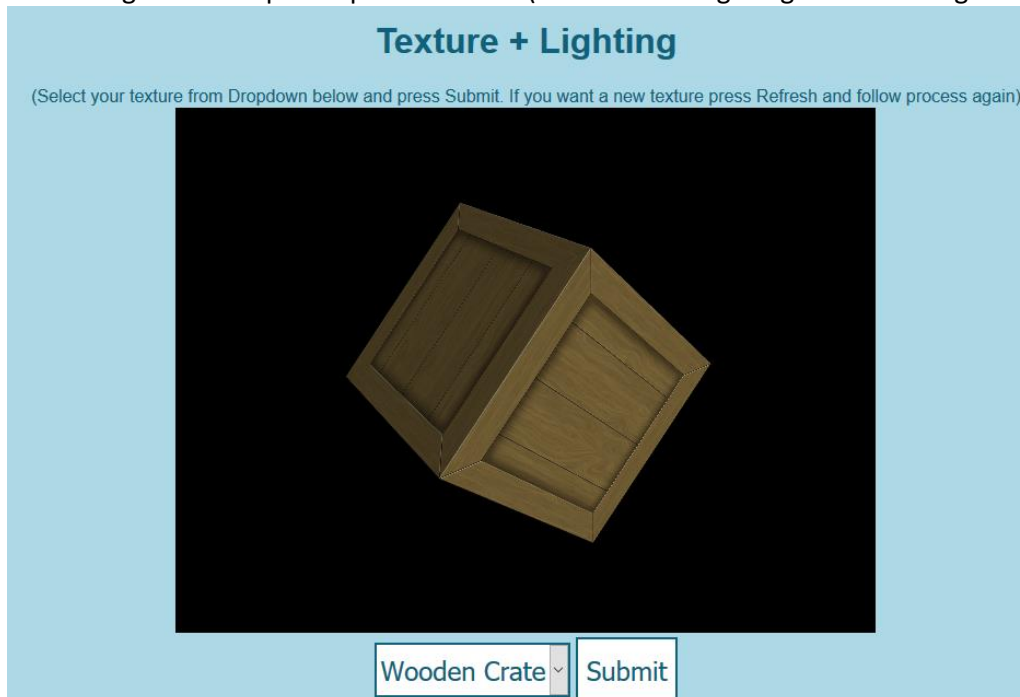 Texture + Lighting
(Select your texture from Dropdown below and press Submit. If you want a new texture press Refresh and follow process again)
Wooden Crate
Submit